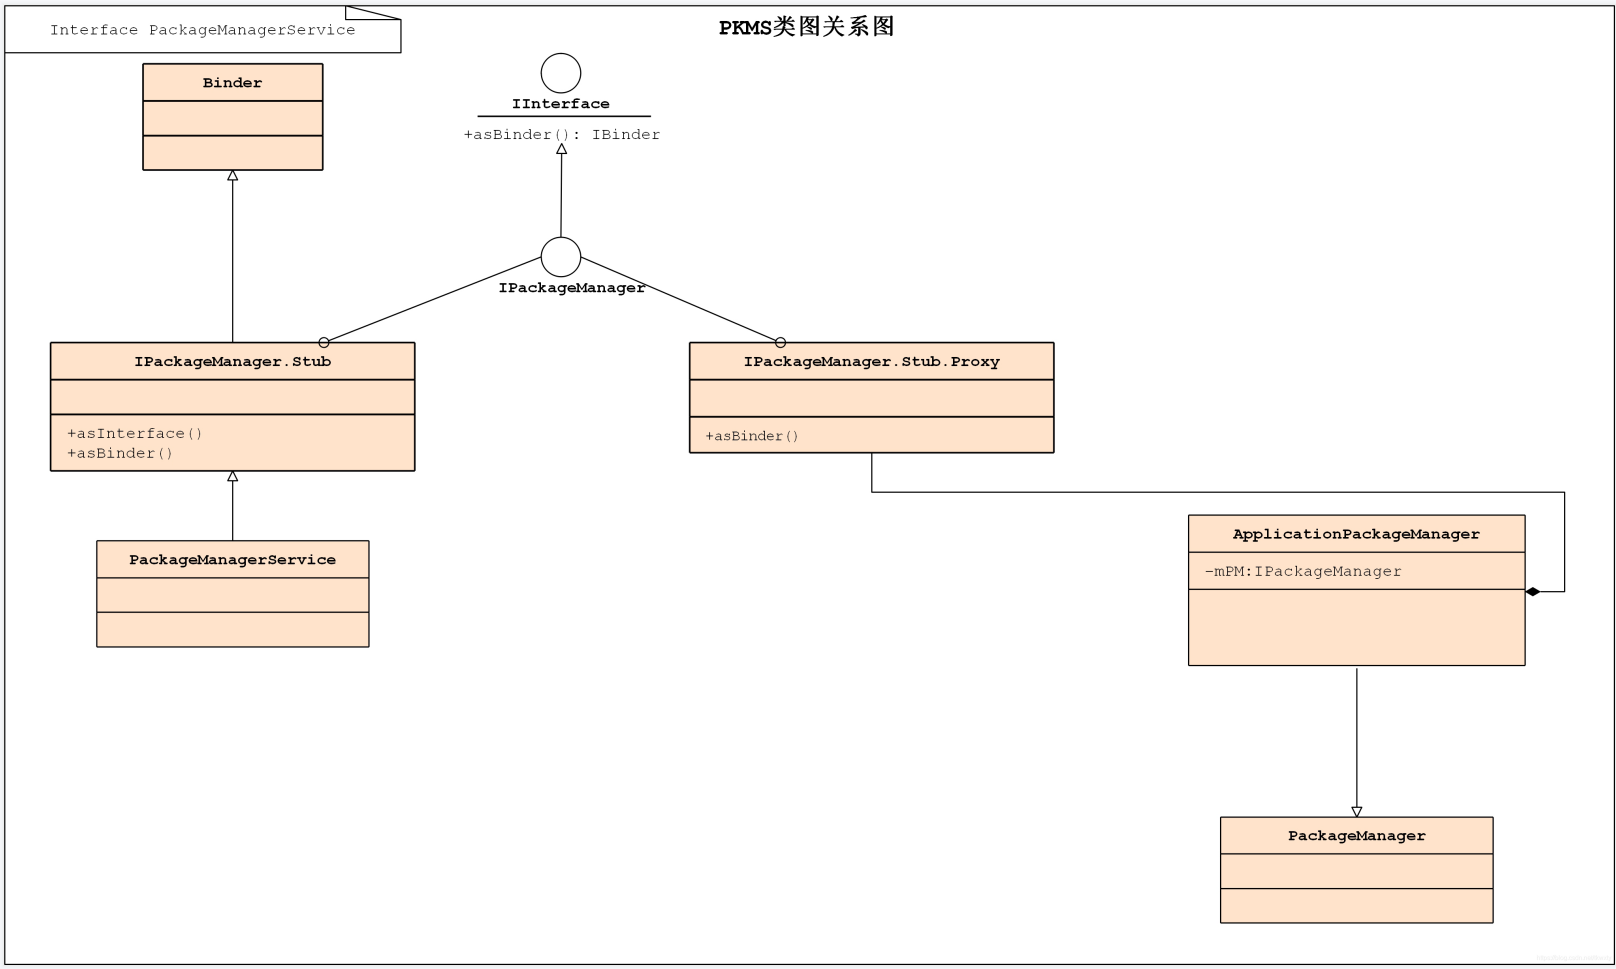 Interface PackageManagerService
PKMS类图关系图
Binder
IInterface
+asBinder(): IBinder
IPackageManager
IPackageManager.Stub
+asInterface()
+asBinder()
IPackageManager.Stub.Proxy
+asBinder()
PackageManagerService
ApplicationPackageManager
-mPM:IPackageManager
PackageManager